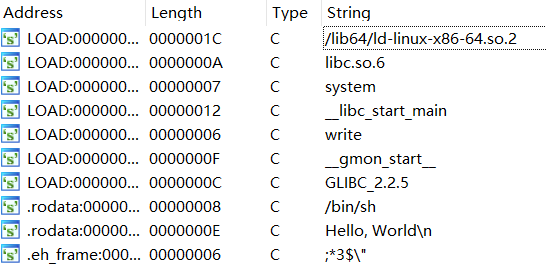 Address Length Type String
LOAD:000000... 0000001C C /lib64/ld-linux-x86-64.so.2
LOAD:000000... 0000000A C libc.so.6
LOAD:000000... 00000007 C system
LOAD:000000... 00000012 C __libc_start_main
LOAD:000000... 00000006 C write
LOAD:000000... 0000000F C __gmon_start__
LOAD:000000... 0000000C C GLIBC_2.2.5
.rodata:00000... 00000008 C /bin/sh
.rodata:00000... 0000000E C Hello, World\n
.eh_frame:000... 00000006 C ;*3$\"